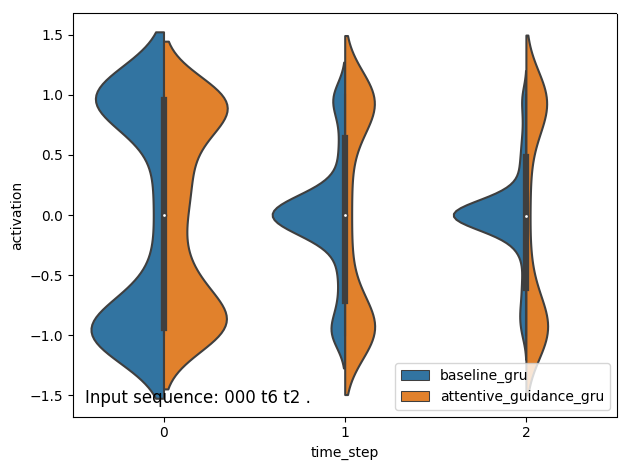 1.5
1.0
0.5
0.0
−0.5
−1.0
−1.5
activation
Input sequence: 000 t6 t2 .
baseline_gru
attentive_guidance_gru
0 1 2
time_step